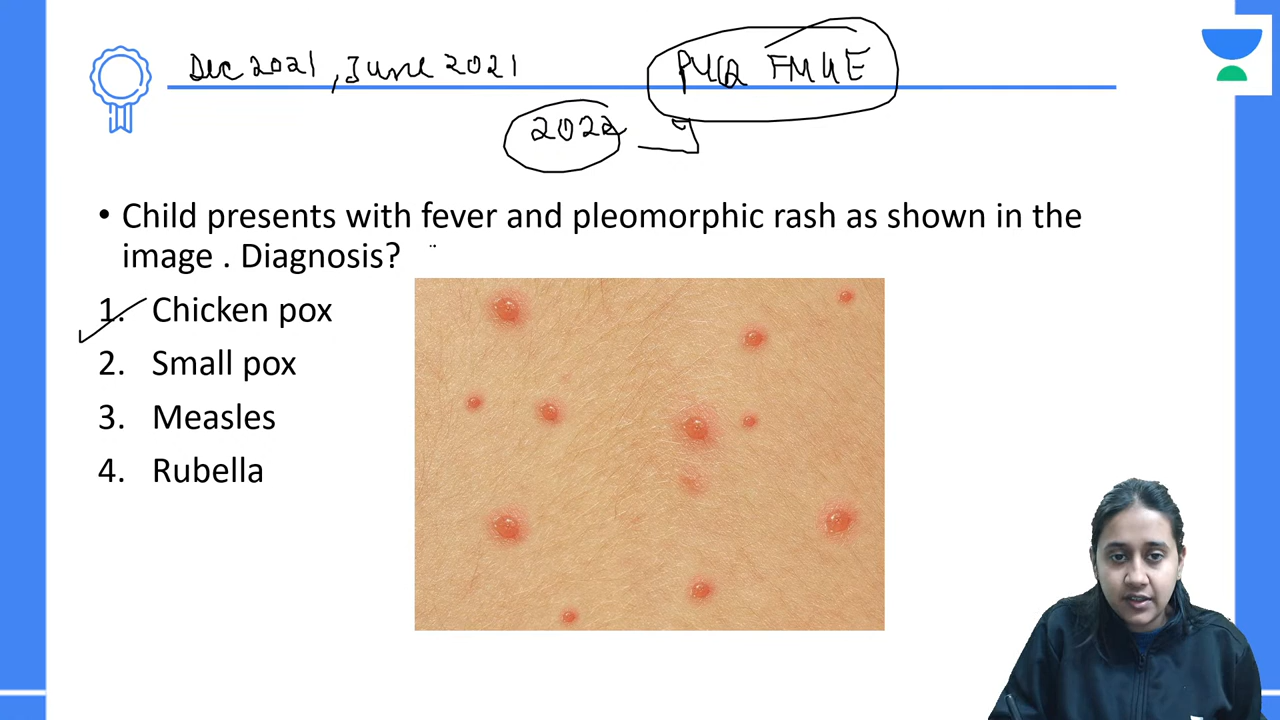 Dec 2021, June 2021
PYQ FMGE
2022
• Child presents with fever and pleomorphic rash as shown in the
image . Diagnosis?
1. Chicken pox
2. Small pox
3. Measles
4. Rubella